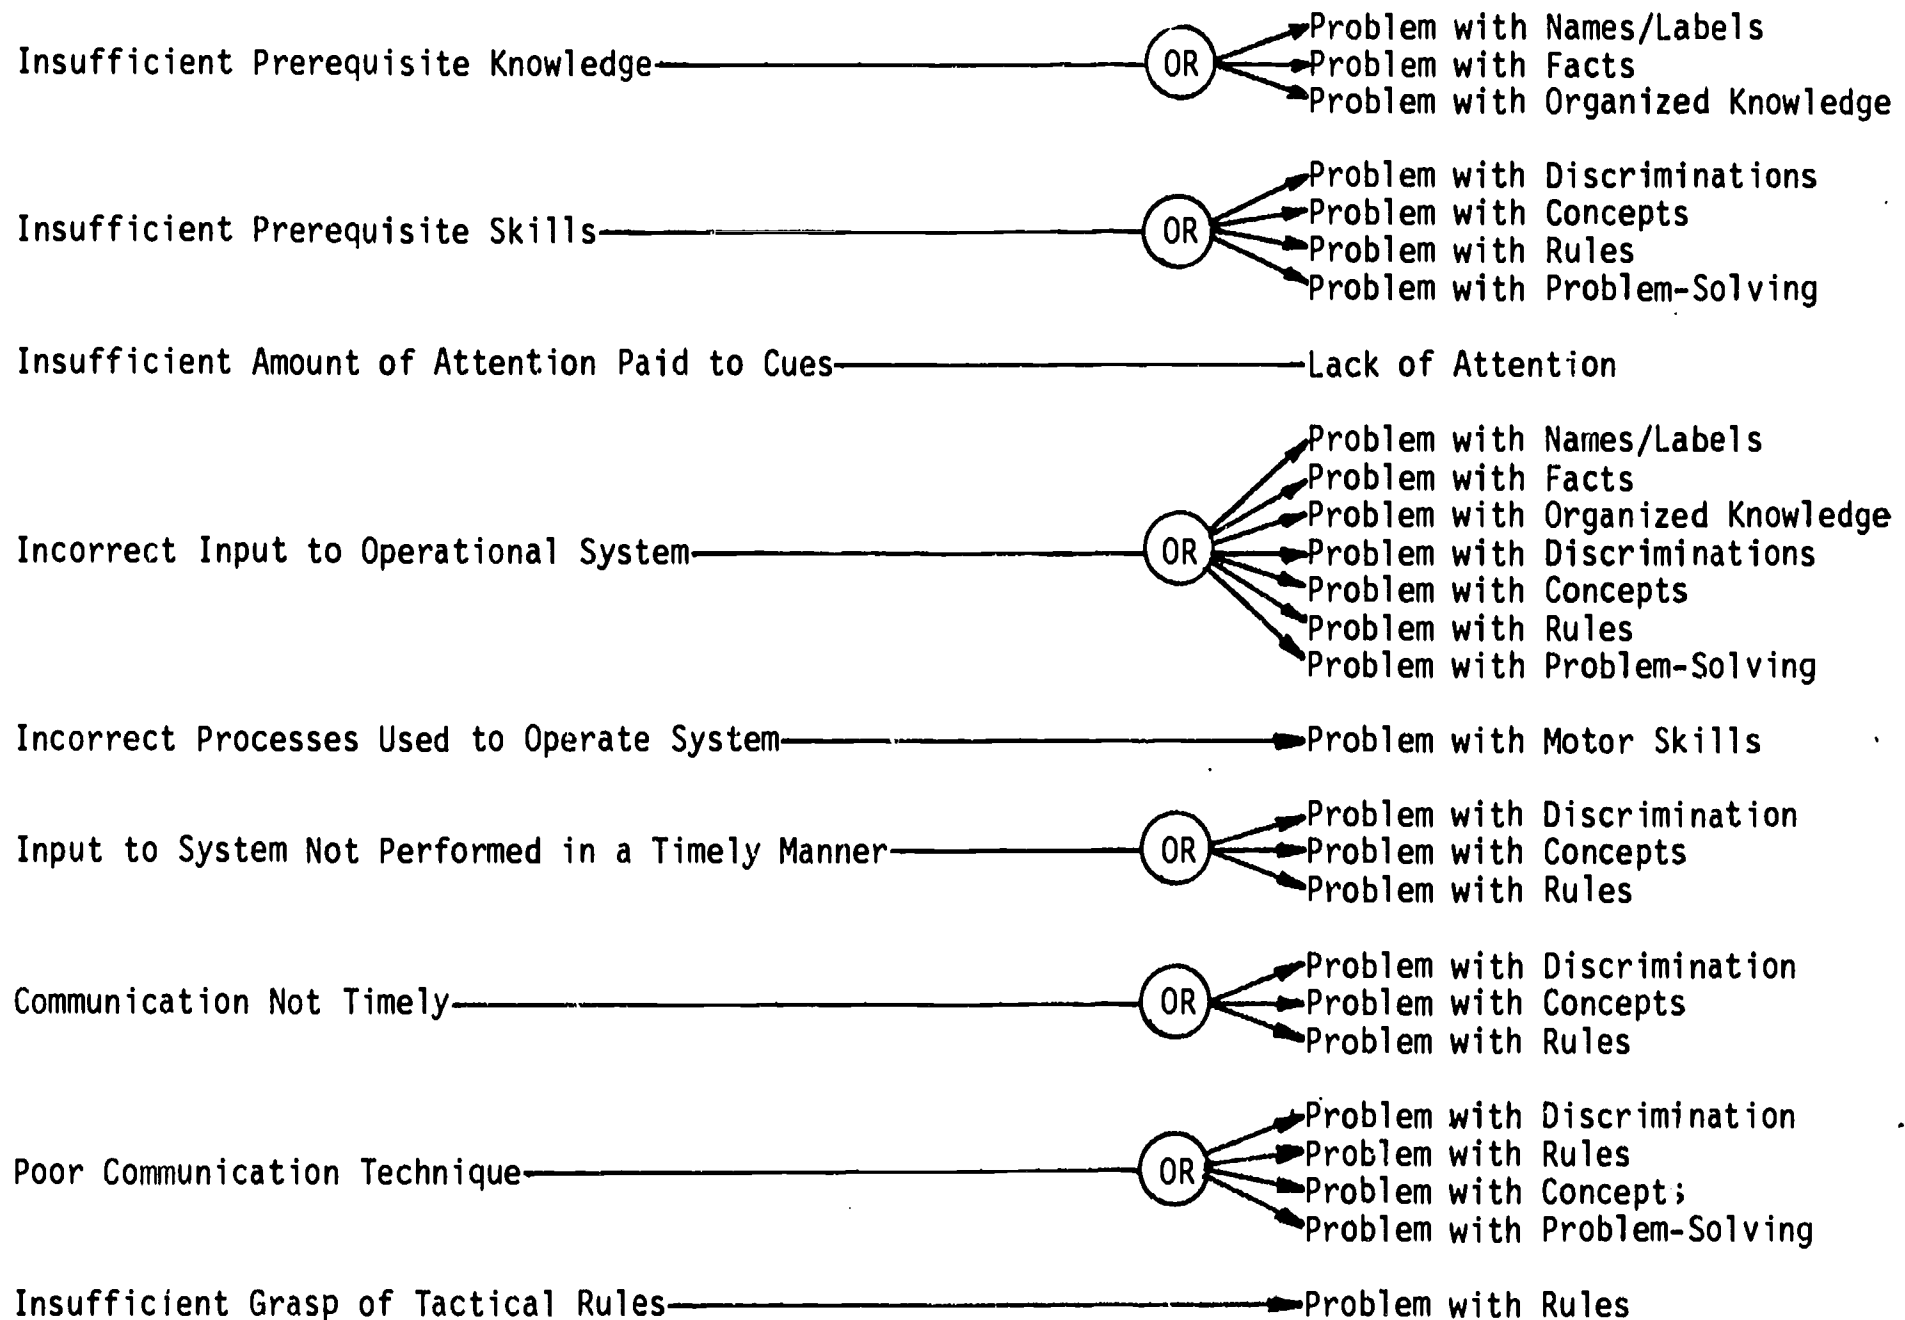 Problem with Names/Labels
Insufficient Prerequisite Knowledge OR Problem with Facts
Problem with Organized Knowledge
Problem with Discriminations
Problem with Concepts
Insufficient Prerequisite Skills OR
Problem with Rules
Problem with Problem-Solving
Insufficient Amount of Attention Paid to Cues Lack of Attention
Problem with Names/Labels
Problem with Facts
Problem with Organized Knowledge
Incorrect Input to Operational System OR Problem with Discriminations
Problem with Concepts
Problem with Rules
Problem with Problem-Solving
Incorrect Processes Used to Operate System Problem with Motor Skills
Problem with Discrimination
Input to System Not Performed in a Timely Manner OR Problem with Concepts
Problem with Rules
Problem with Discrimination
Communication Not Timely OR Problem with Concepts
Problem with Rules
Problem with Discrimination
Problem with Rules
Poor Communication Technique OR
Problem with Concept;
Problem with Problem-Solving
Insufficient Grasp of Tactical Rules Problem with Rules